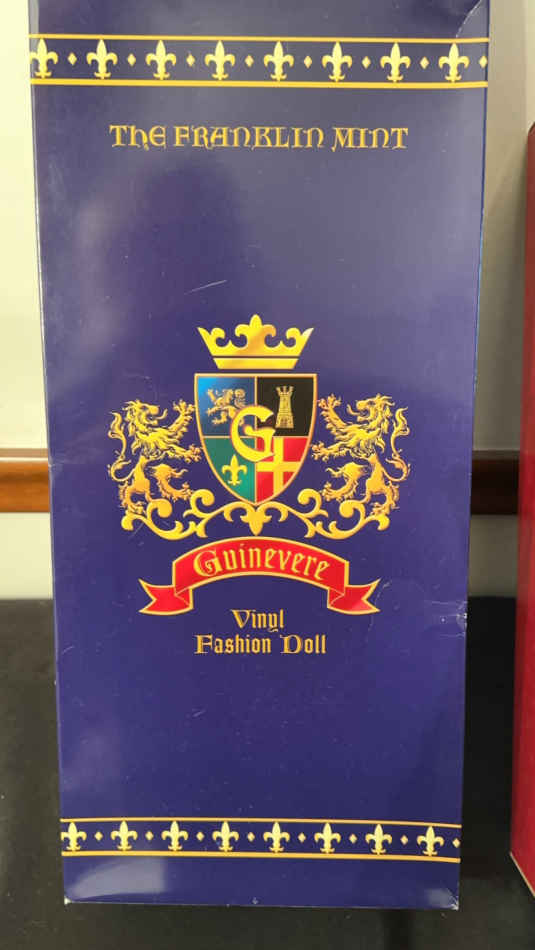 THE FRANKLIN MINT
G
Guinevere
Vinyl
Fashion Doll